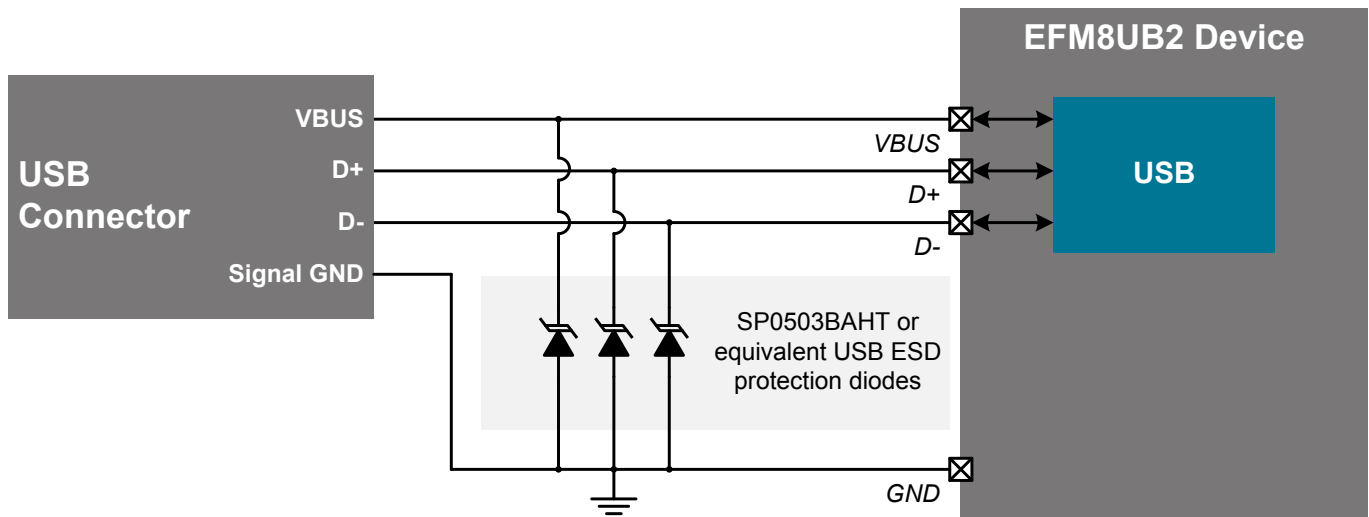 EFM8UB2 Device
USB
Connector
VBUS
D+
D-
Signal GND
VBUS
D+
D-
USB
SP0503BAHT or
equivalent USB ESD
protection diodes
GND